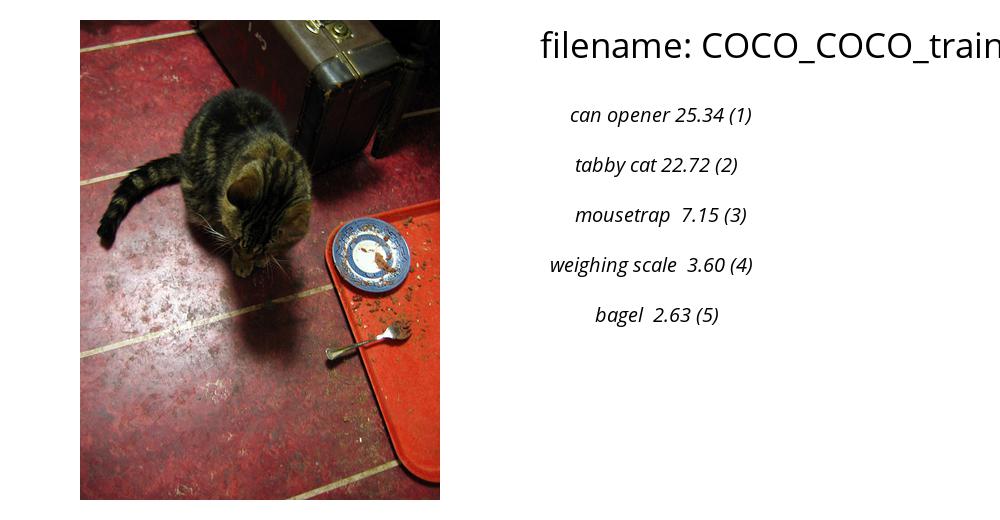 filename: COCO_COCO_train
can opener 25.34 (1)
tabby cat 22.72 (2)
mousetrap 7.15 (3)
weighing scale 3.60 (4)
bagel 2.63 (5)